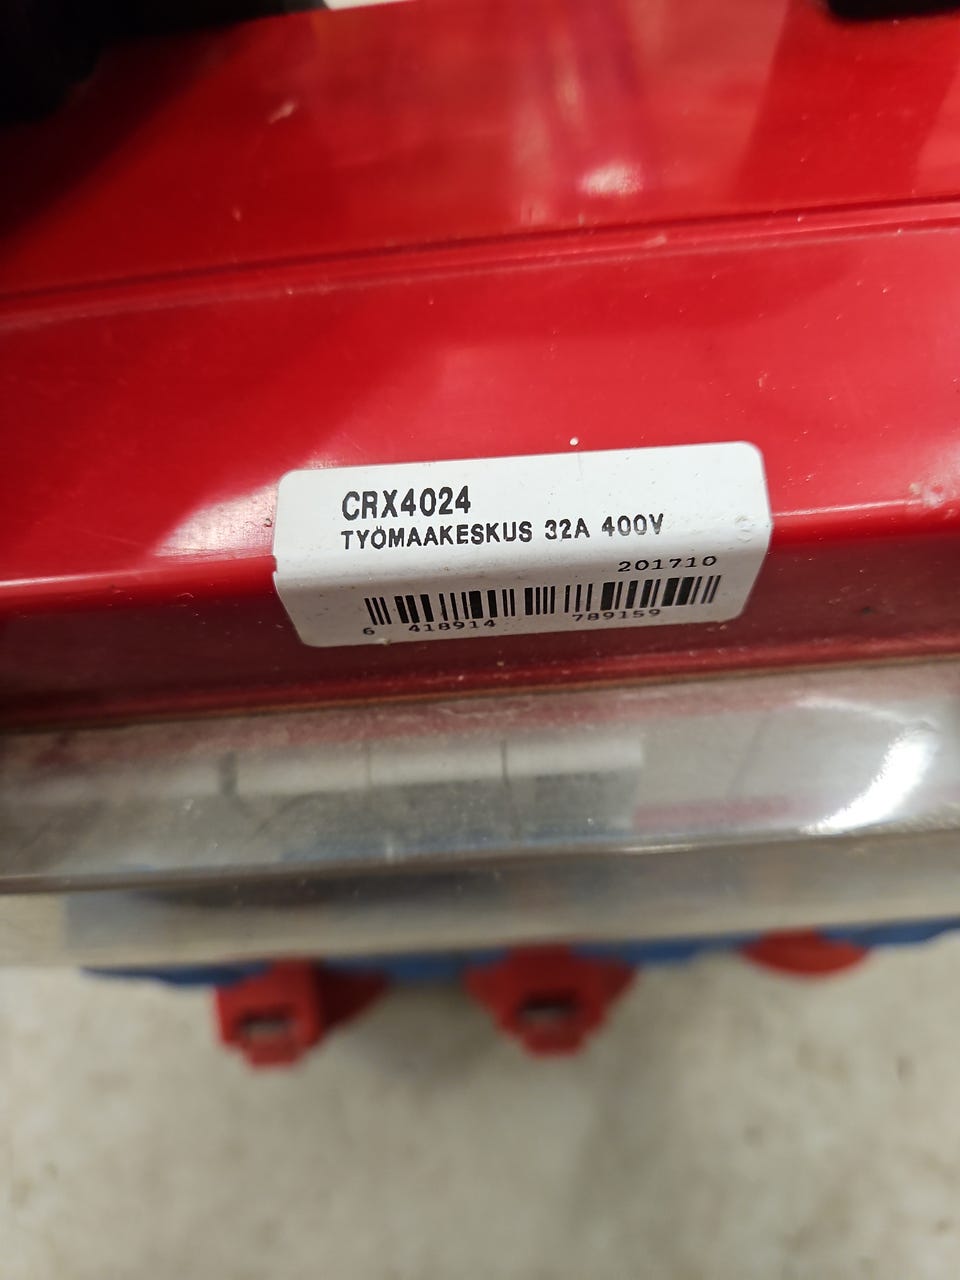 CRX4024
TYÖMAAKESKUS 32A 400V
201710
6 418914 789159